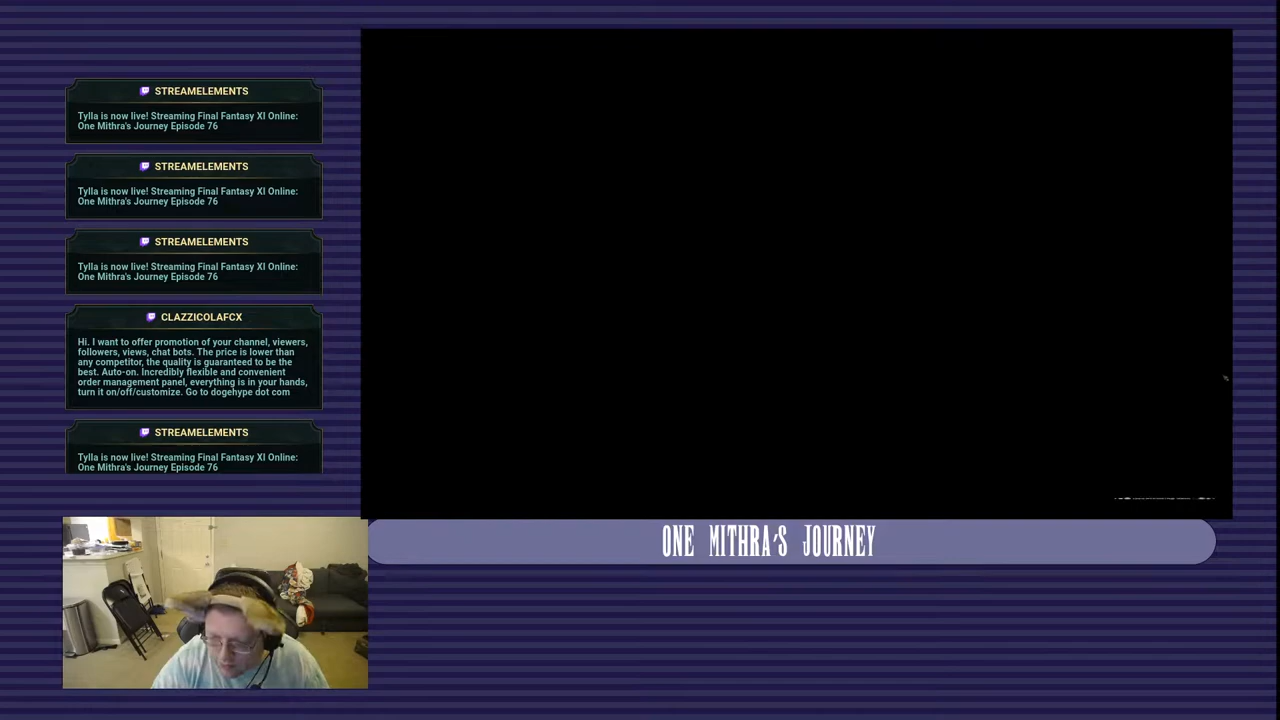 STREAMELEMENTS
Tylla is now live! Streaming Final Fantasy XI Online:
One Mithra's Journey Episode 76
STREAMELEMENTS
Tylla is now live! Streaming Final Fantasy XI Online:
One Mithra's Journey Episode 76
STREAMELEMENTS
Tylla is now live! Streaming Final Fantasy XI Online:
One Mithra's Journey Episode 76
CLAZZICOLAFCX
Hi. I want to offer promotion of your channel, viewers,
followers, views, chat bots. The price is lower than
any competitor, the quality is guaranteed to be the
best. Auto-on. Incredibly flexible and convenient
order management panel, everything is in your hands,
turn it on/off/customize. Go to dogehype dot com
STREAMELEMENTS
Tylla is now live! Streaming Final Fantasy XI Online:
One Mithra's Journey Episode 76
ONE MITHRA'S JOURNEY